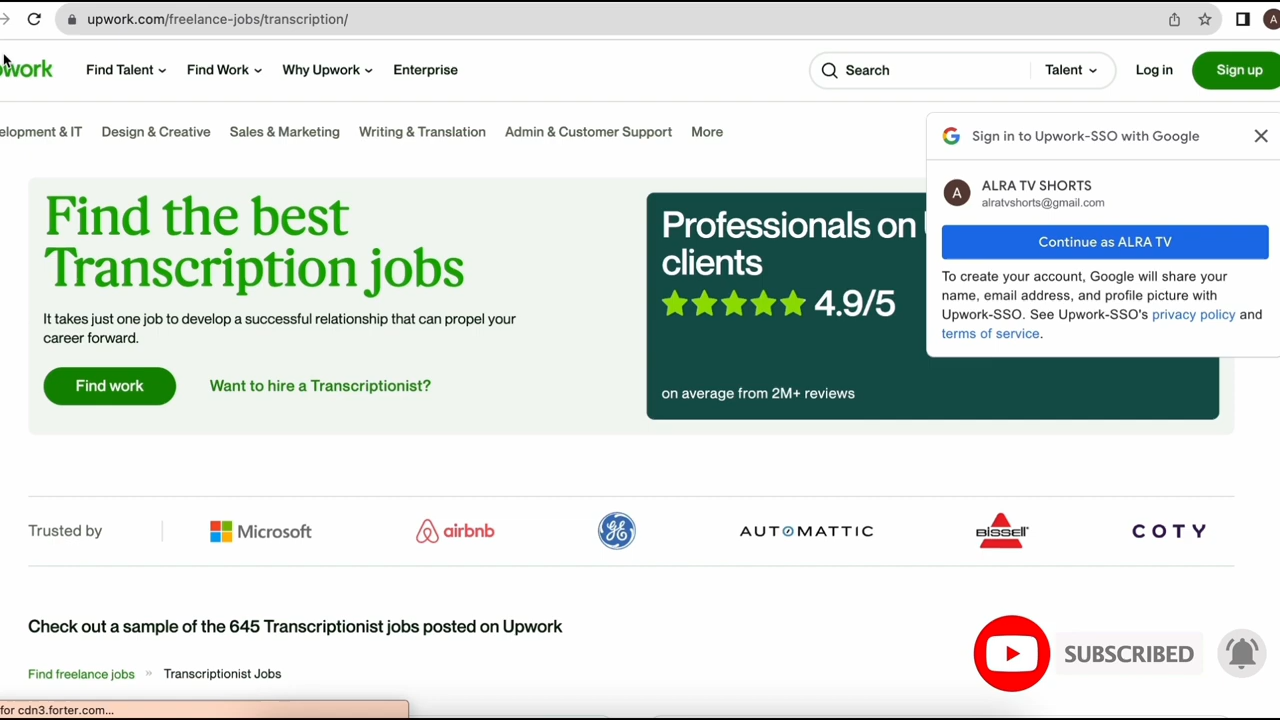 upwork.com/freelance-jobs/transcription/
A
pwork
Find Talent
Find Work
Why Upwork
Enterprise
Search
Talent
Log in
Sign up
elopment & IT
Design & Creative
Sales & Marketing
Writing & Translation
Admin & Customer Support
More
Sign in to Upwork-SSO with Google
A
ALRA TV SHORTS
alratvshorts@gmail.com
Continue as ALRA TV
To create your account, Google will share your
name, email address, and profile picture with
Upwork-SSO. See Upwork-SSO's privacy policy and
terms of service.
Find the best
Transcription jobs
It takes just one job to develop a successful relationship that can propel your
career forward.
Find work
Want to hire a Transcriptionist?
Professionals on
clients
4.9/5
on average from 2M+ reviews
Trusted by
Microsoft
airbnb
GE
AUTOMATTIC
BISSELL
COTY
Check out a sample of the 645 Transcriptionist jobs posted on Upwork
Find freelance jobs » Transcriptionist Jobs
SUBSCRIBED
for cdn3.forter.com...